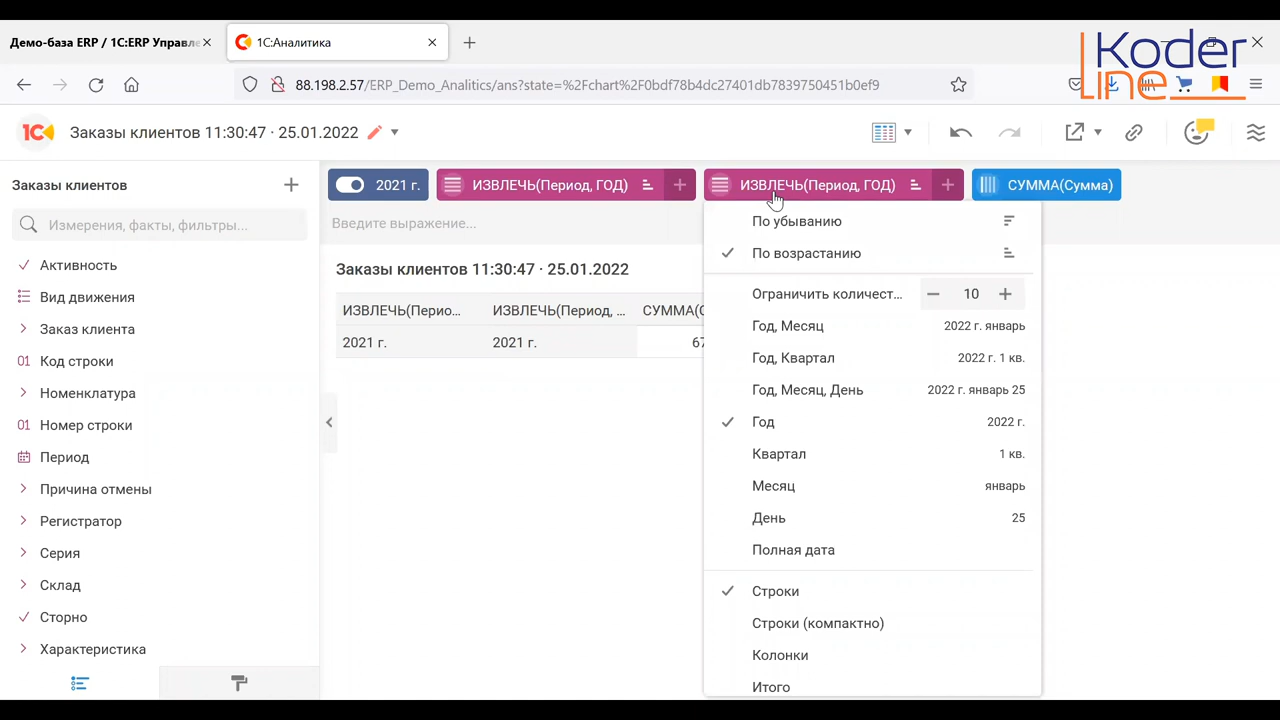 Демо-база ERP / 1С:ERP Управле
1С:Аналитика
Koder
line
88.198.2.57/ERP_Demo_Analitics/ans?state=%2Fchart%2F0bdf78b4dc27401db7839750451b0ef9
1С
Заказы клиентов 11:30:47 · 25.01.2022
Заказы клиентов
2021 г.
ИЗВЛЕЧЬ(Период, ГОД)
ИЗВЛЕЧЬ(Период, ГОД)
СУММА(Сумма)
Измерения, факты, фильтры...
Введите выражение...
Заказы клиентов 11:30:47 · 25.01.2022
ИЗВЛЕЧЬ(Перио...
ИЗВЛЕЧЬ(Период, ...
СУММА(С
2021 г.
2021 г.
67
Активность
Вид движения
Заказ клиента
01 Код строки
Номенклатура
01 Номер строки
Период
Причина отмены
Регистратор
Серия
Склад
Сторно
Характеристика
По убыванию
По возрастанию
Ограничить количест... 10
Год, Месяц 2022 г. январь
Год, Квартал 2022 г. 1 кв.
Год, Месяц, День 2022 г. январь 25
Год 2022 г.
Квартал 1 кв.
Месяц январь
День 25
Полная дата
Строки
Строки (компактно)
Колонки
Итого